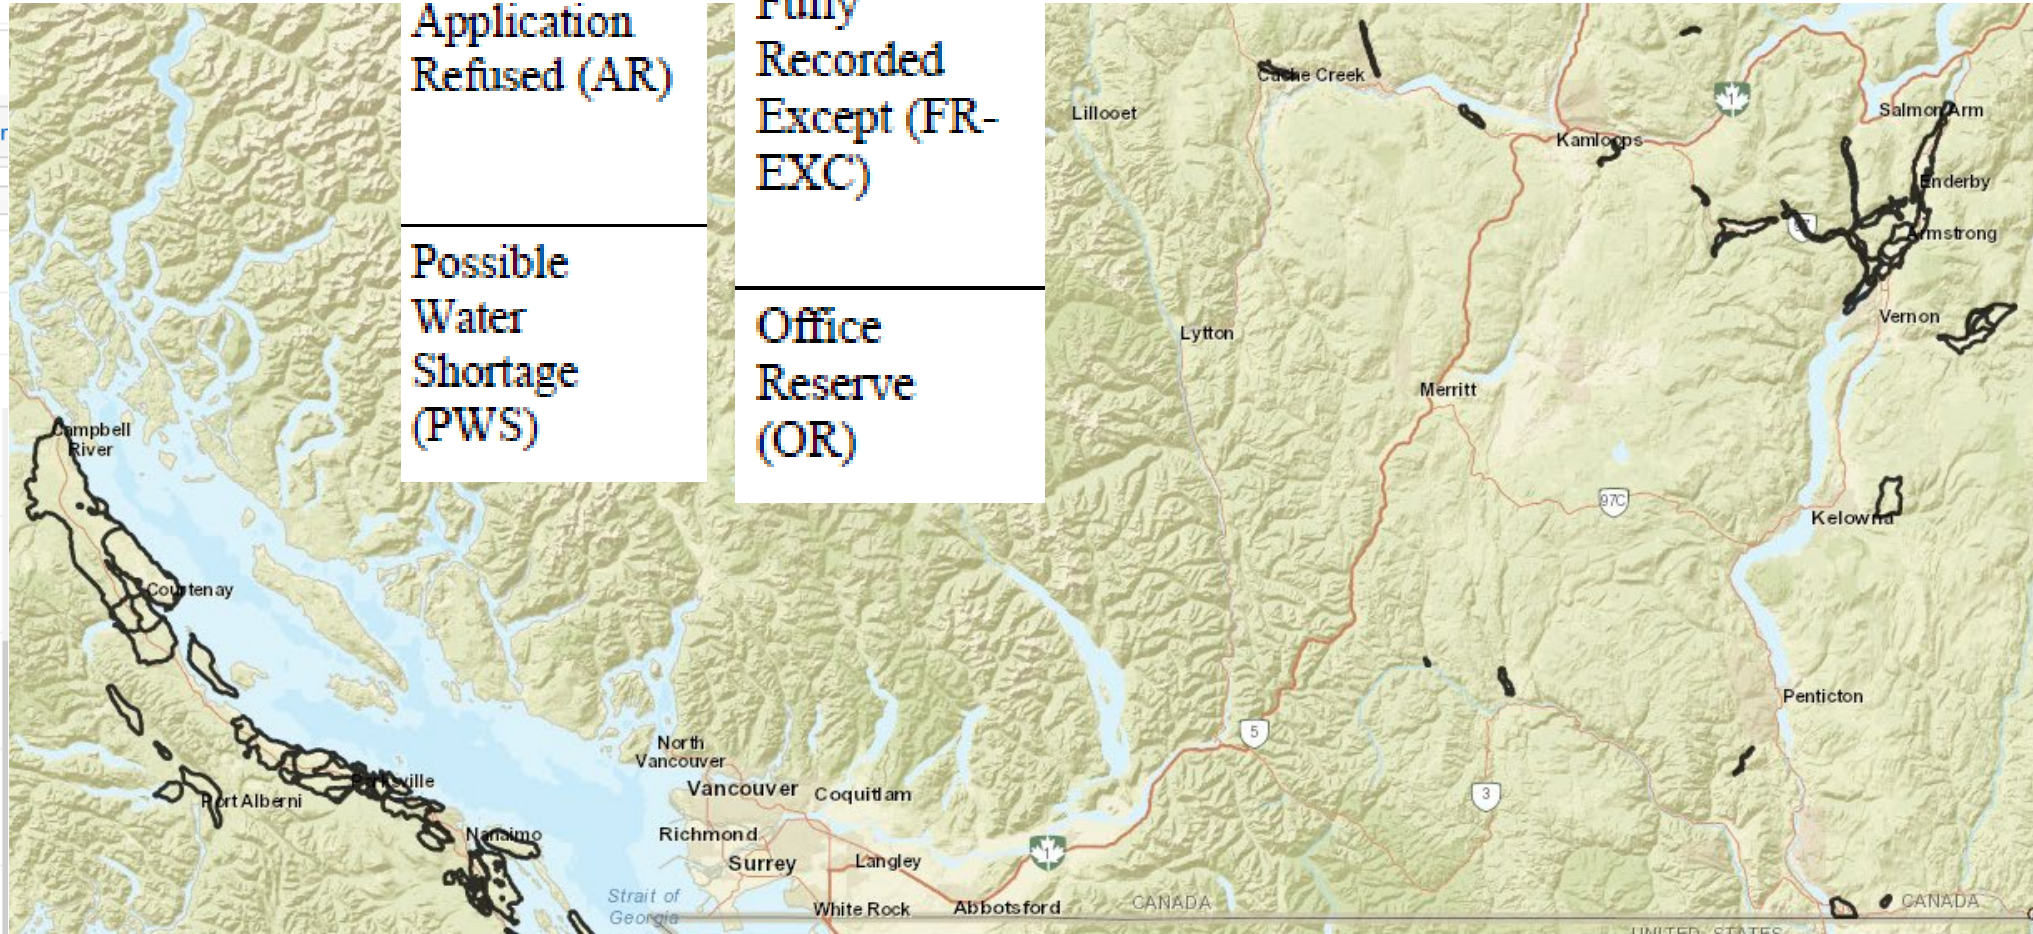 Application
Refused (AR)
Possible
Water
Shortage
(PWS)
Fully
Recorded
Except (FR-
EXC)
Office
Reserve
(OR)
Cache Creek
Lillooet
Kamloops
1
Salmon Arm
Enderby
Armstrong
Vernon
Lytton
Merritt
97C
Kelowna
Campbell
River
Courtenay
Penticton
5
3
North
Vancouver
Vancouver
Coquitlam
Parksville
Port Alberni
Nanaimo
Richmond
Surrey
Langley
1
Strait of
Georgia
White Rock
Abbotsford
CANADA
CANADA
UNITED STATES